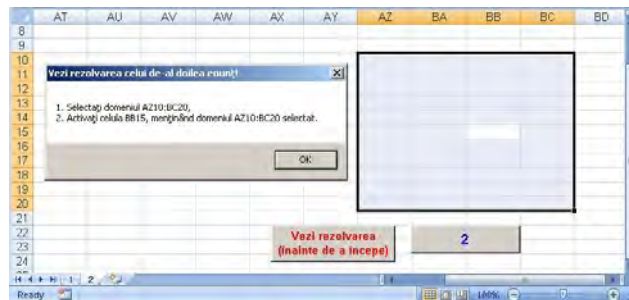 AT AU AV AW AX AY AZ BA BB BC BD
8
9
10
11
Vezi rezolvarea celui de-al doilea enunț!
12
13
1. Selectați domeniul AZ10:BC20,
14
2. Activați celula BB15, menținând domeniul AZ10:BC20 selectat.
15
16
17
OK
18
19
20
21
22
23
24
Vezi rezolvarea
(înainte de a începe)
2
1 2
Ready
100%